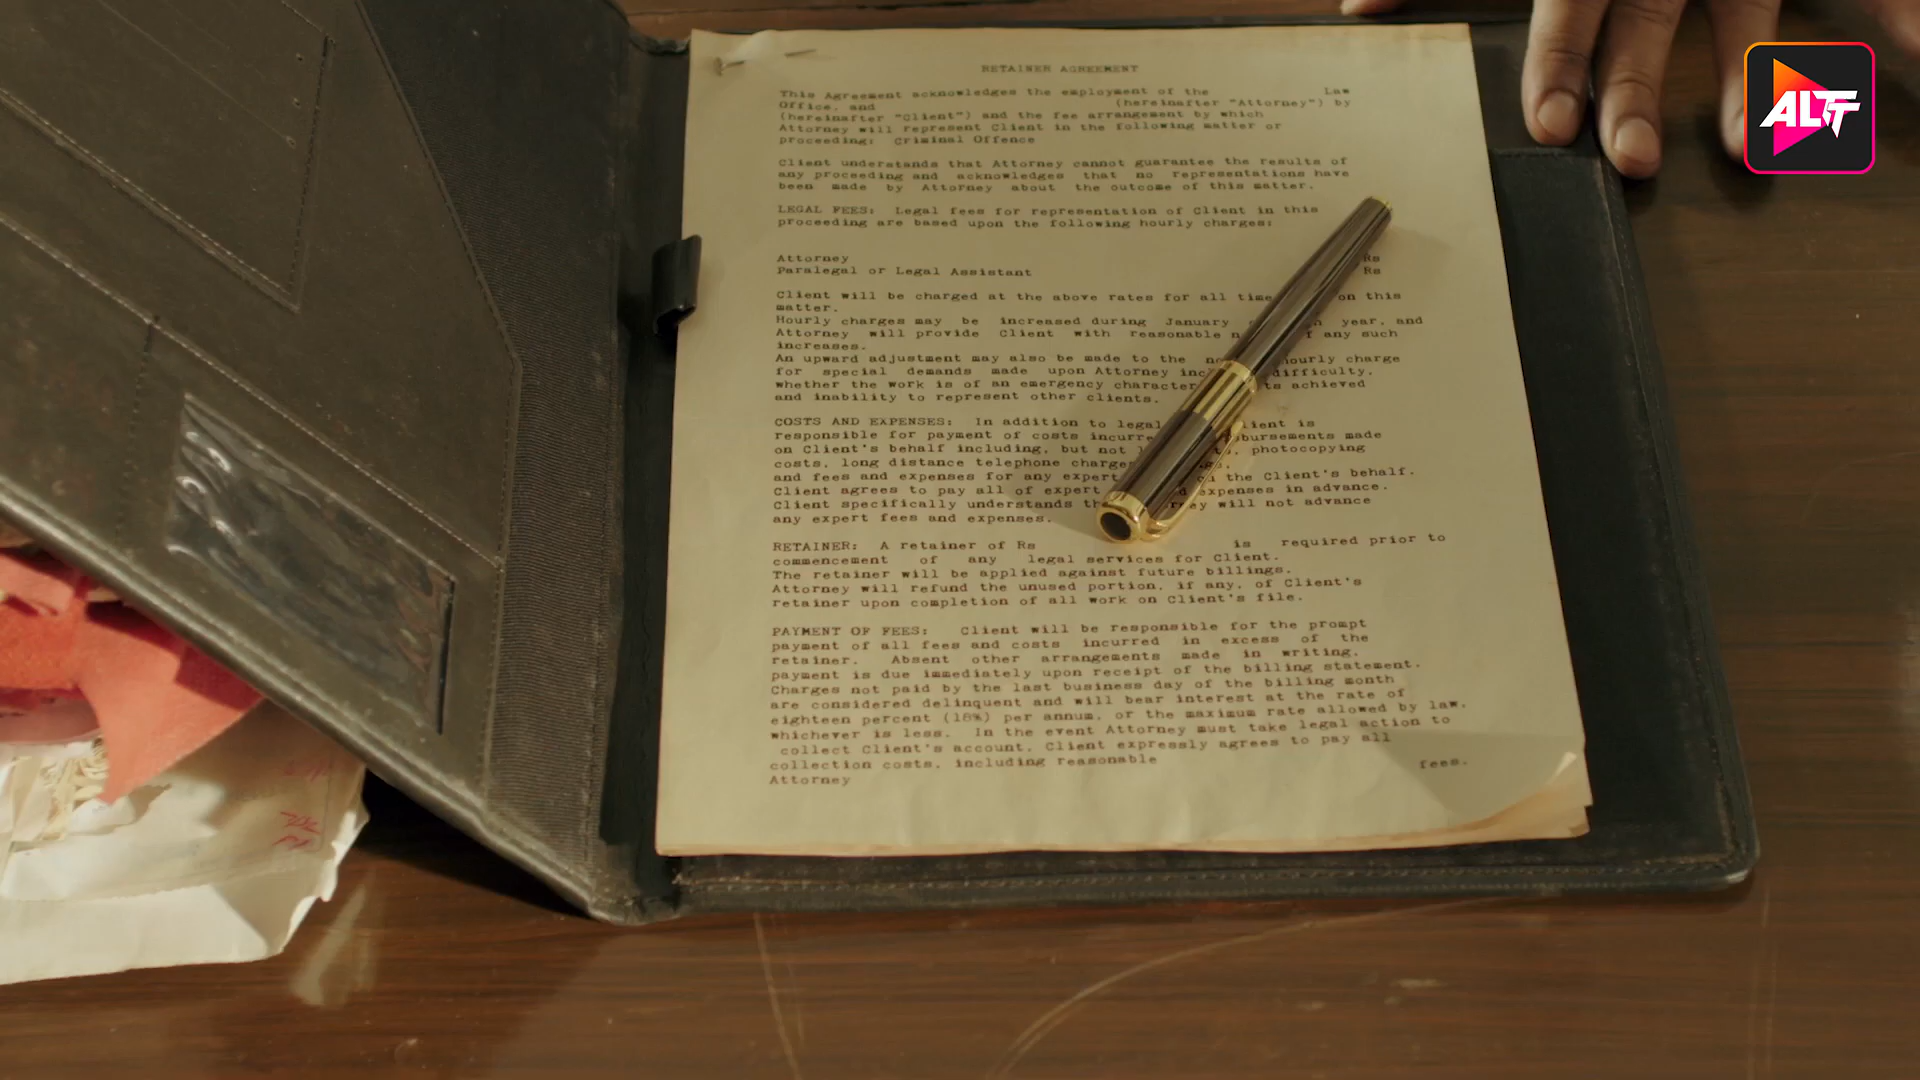 RETAINER AGREEMENT
This Agreement acknowledges the employment of the Law
Office, and (hereinafter "Attorney") by
(hereinafter "Client") and the fee arrangement by which
Attorney will represent Client in the following matter or
proceeding: Criminal Offence
Client understands that Attorney cannot guarantee the results of
any proceeding and acknowledges that no representations have
been made by Attorney about the outcome of this matter.
LEGAL FEES: Legal fees for representation of Client in this
proceeding are based upon the following hourly charges:
Attorney Rs
Paralegal or Legal Assistant Rs
Client will be charged at the above rates for all time on this
matter.
Hourly charges may be increased during January year, and
Attorney will provide Client with reasonable any such
increases.
An upward adjustment may also be made to the hourly charge
for special demands made upon Attorney difficulty,
whether the work is of an emergency character achieved
and inability to represent other clients.
COSTS AND EXPENSES: In addition to legal is
responsible for payment of costs made
on Client's behalf including, but not photocopying
costs, long distance telephone
and fees and expenses for any expert the Client's behalf.
Client agrees to pay all of expert expenses in advance.
Client specifically understands will not advance
any expert fees and expenses.
RETAINER: A retainer of Rs is required prior to
commencement of any legal services for Client.
The retainer will be applied against future billings.
Attorney will refund the unused portion, if any, of Client's
retainer upon completion of all work on Client's file.
PAYMENT OF FEES: Client will be responsible for the prompt
payment of all fees and costs incurred in excess of the
retainer. Absent other arrangements made in writing,
payment is due immediately upon receipt of the billing statement.
Charges not paid by the last business day of the billing month
are considered delinquent and will bear interest at the rate of
eighteen percent (18%) per annum, or the maximum rate allowed by law,
whichever is less. In the event Attorney must take legal action to
collect Client's account, Client expressly agrees to pay all
collection costs, including reasonable fees.
Attorney
ALTT